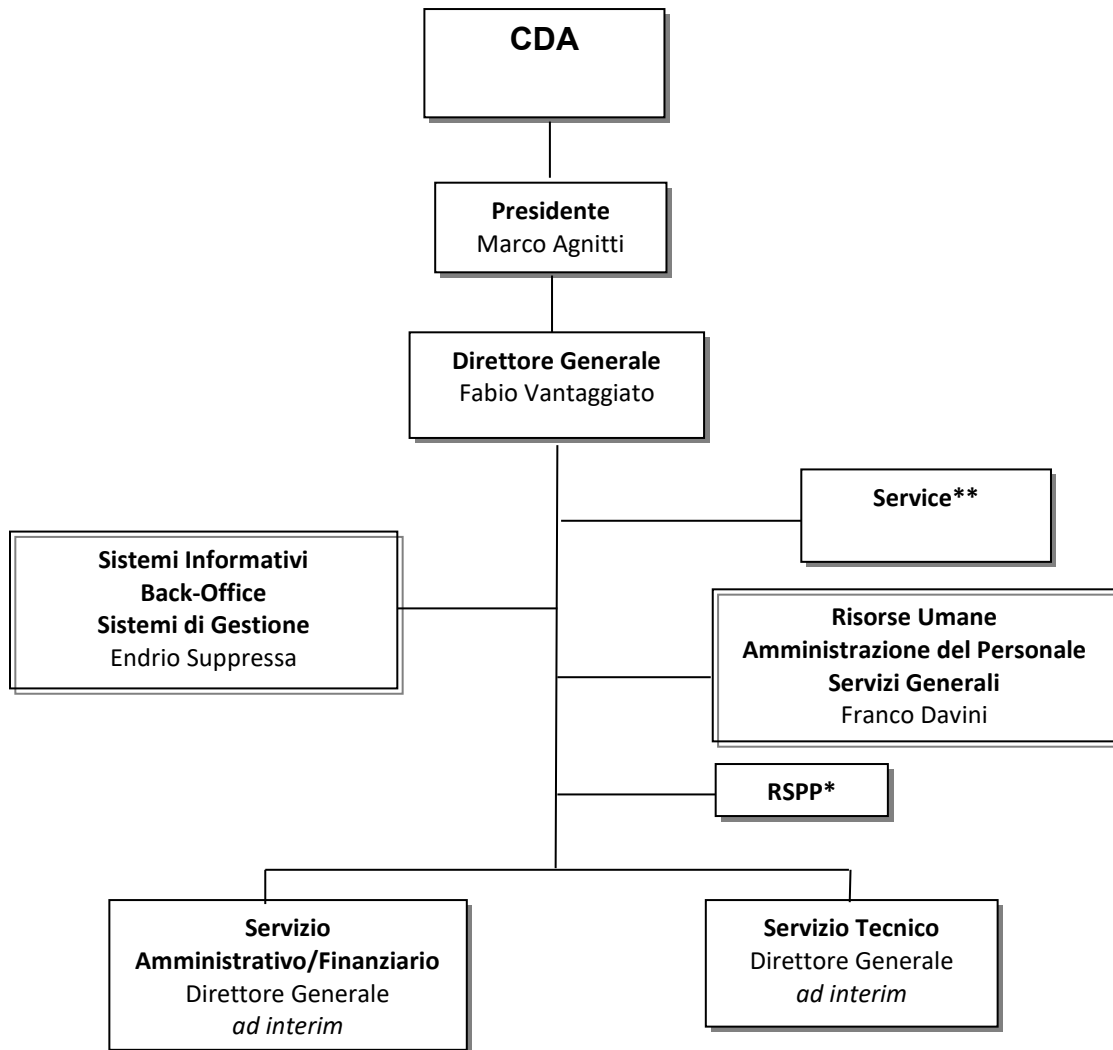 CDA
Presidente
Marco Agnitti
Direttore Generale
Fabio Vantaggiato
Service**
Sistemi Informativi
Back-Office
Sistemi di Gestione
Endrio Suppressa
Risorse Umane
Amministrazione del Personale
Servizi Generali
Franco Davini
RSPP*
Servizio
Amministrativo/Finanziario
Direttore Generale
ad interim
Servizio Tecnico
Direttore Generale
ad interim